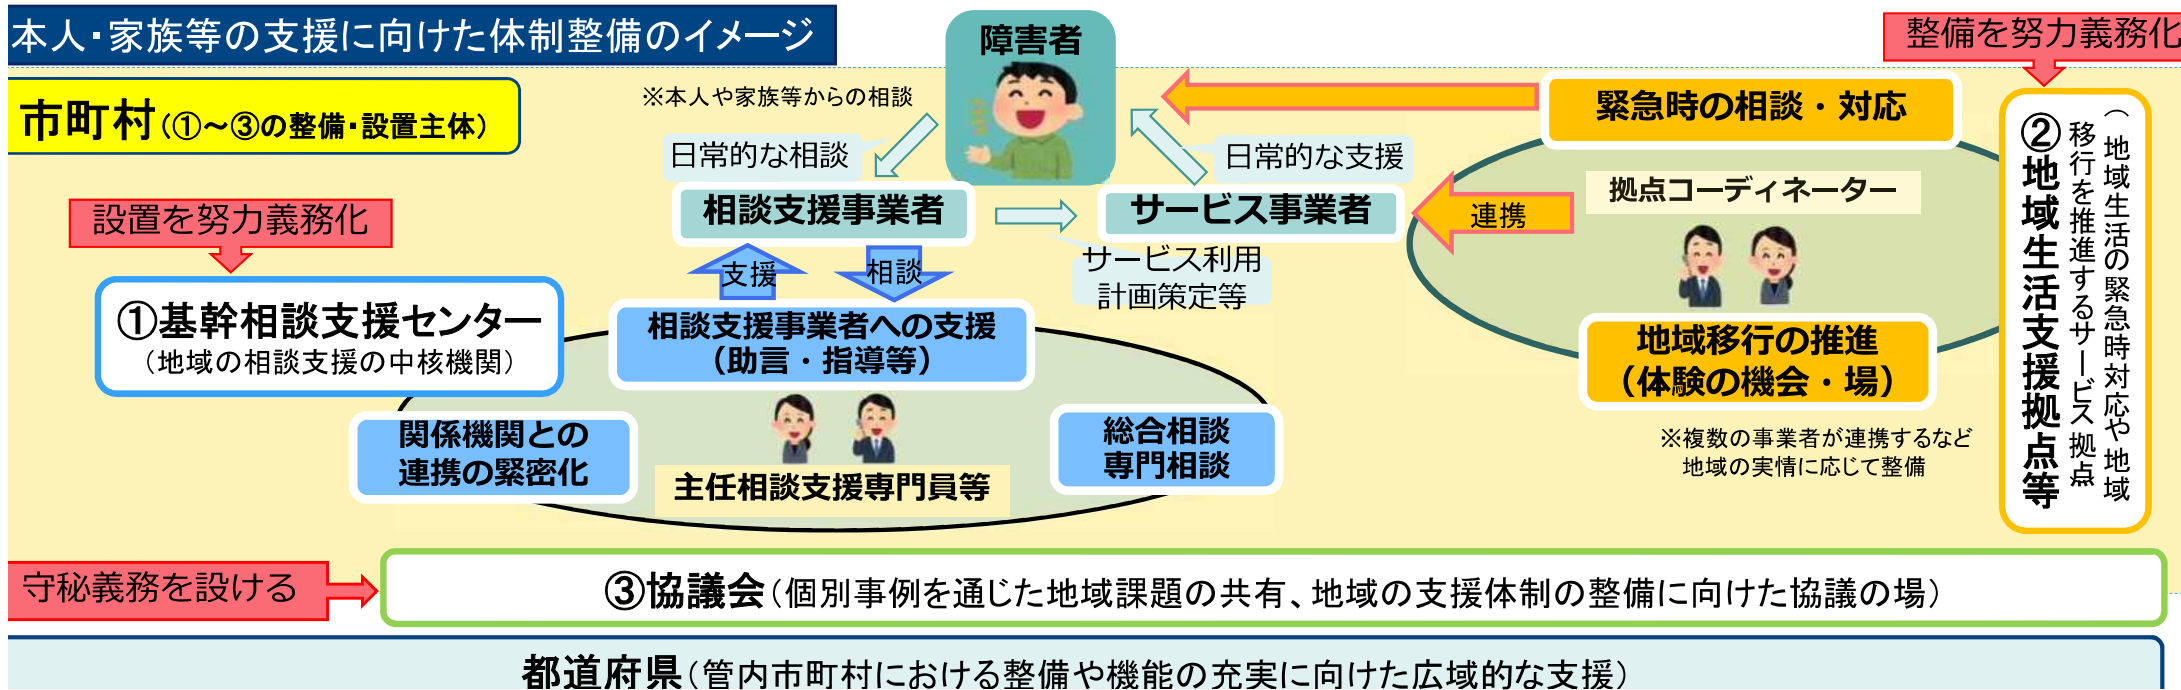 本人・家族等の支援に向けた体制整備のイメージ
整備を努力義務化
市町村(①～③の整備・設置主体)
障害者
※本人や家族等からの相談
日常的な相談
日常的な支援
緊急時の相談・対応
相談支援事業者
サービス事業者
連携
拠点コーディネーター
サービス利用
計画策定等
支援
相談
設置を努力義務化
①基幹相談支援センター
(地域の相談支援の中核機関)
相談支援事業者への支援
(助言・指導等)
関係機関との
連携の緊密化
主任相談支援専門員等
総合相談
専門相談
地域移行の推進
(体験の機会・場)
※複数の事業者が連携するなど
地域の実情に応じて整備
②地域生活支援拠点等
(地域生活の緊急時対応や地域
移行を推進するサービス拠点
守秘義務を設ける
③協議会(個別事例を通じた地域課題の共有、地域の支援体制の整備に向けた協議の場)
都道府県(管内市町村における整備や機能の充実に向けた広域的な支援)